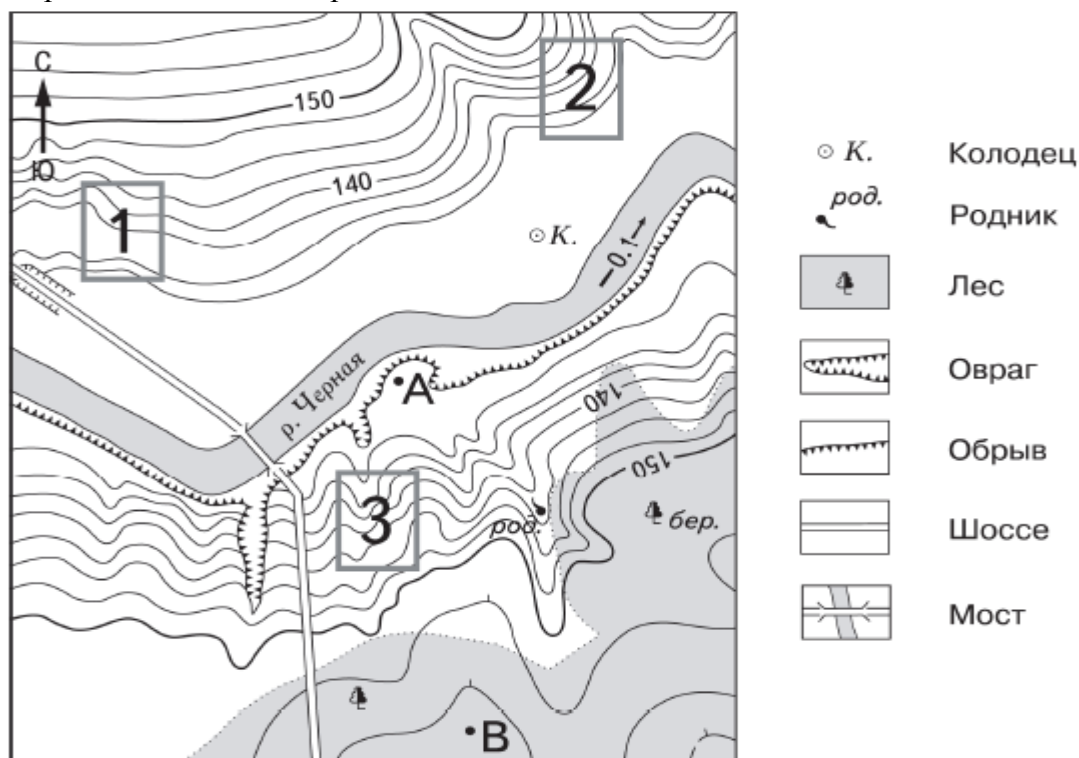 С
Ю
150
2
140
1
К.
0.1
р. Черная
А
140
150
3
род.
бер.
В
К. Колодец
род. Родник
Лес
Овраг
Обрыв
Шоссе
Мост